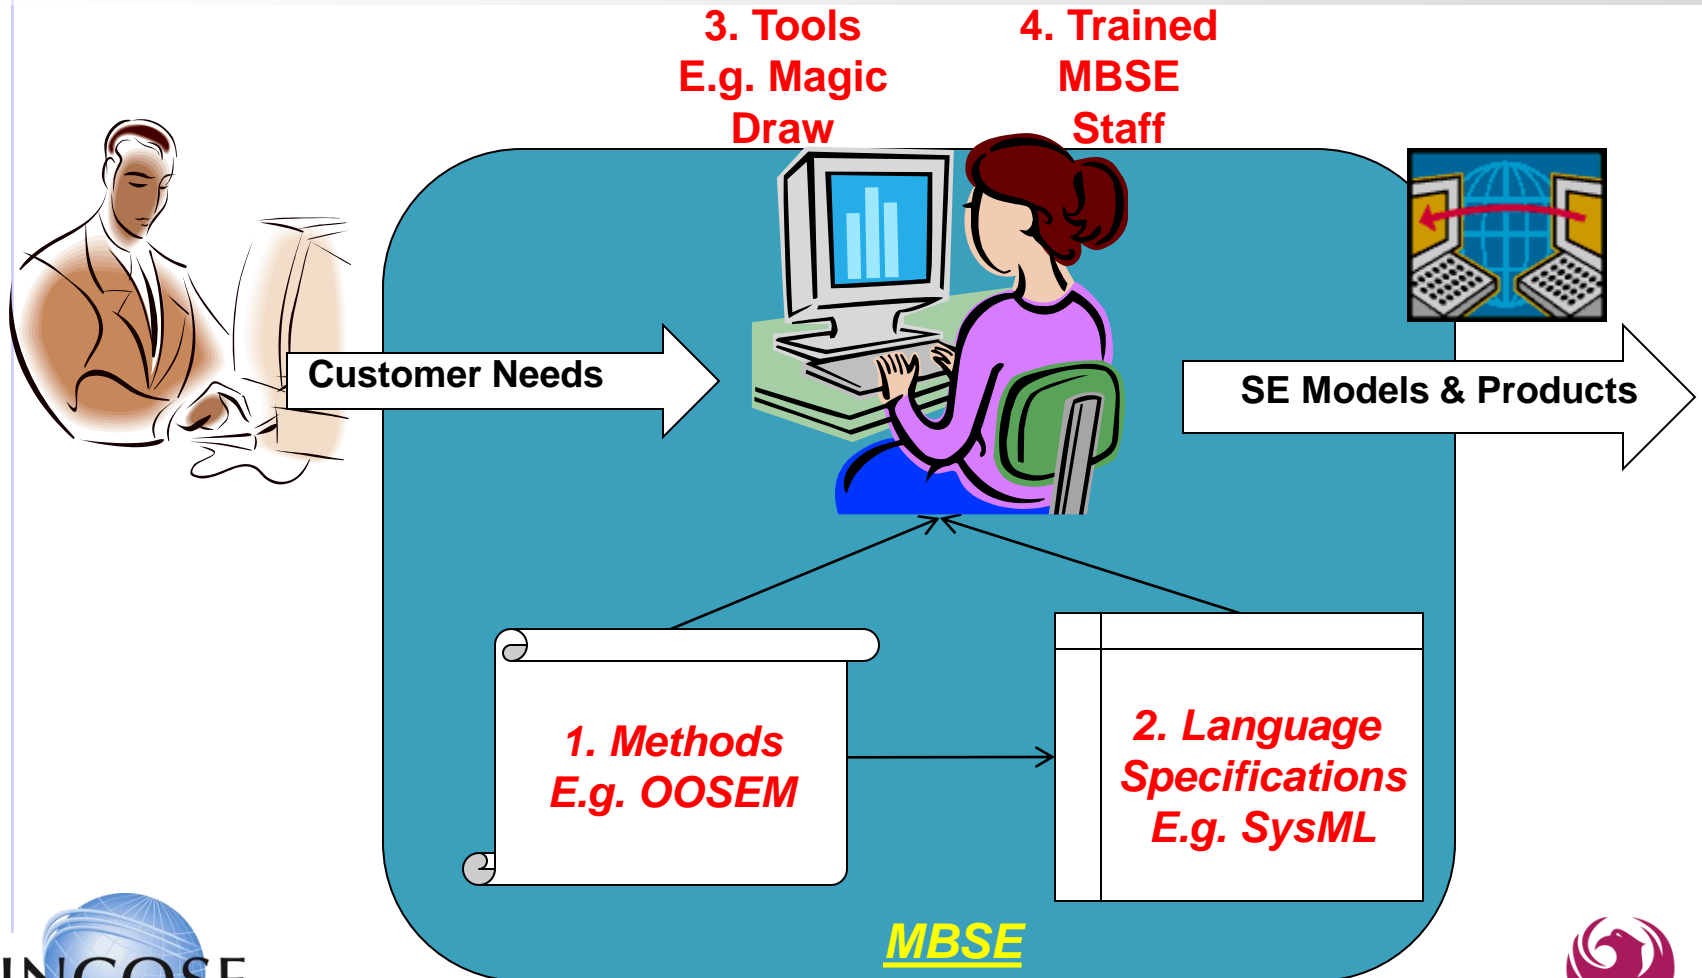 3. Tools
E.g. Magic
Draw
4. Trained
MBSE
Staff
Customer Needs
SE Models & Products
1. Methods
E.g. OOSEM
2. Language
Specifications
E.g. SysML
MBSE
INCOSE